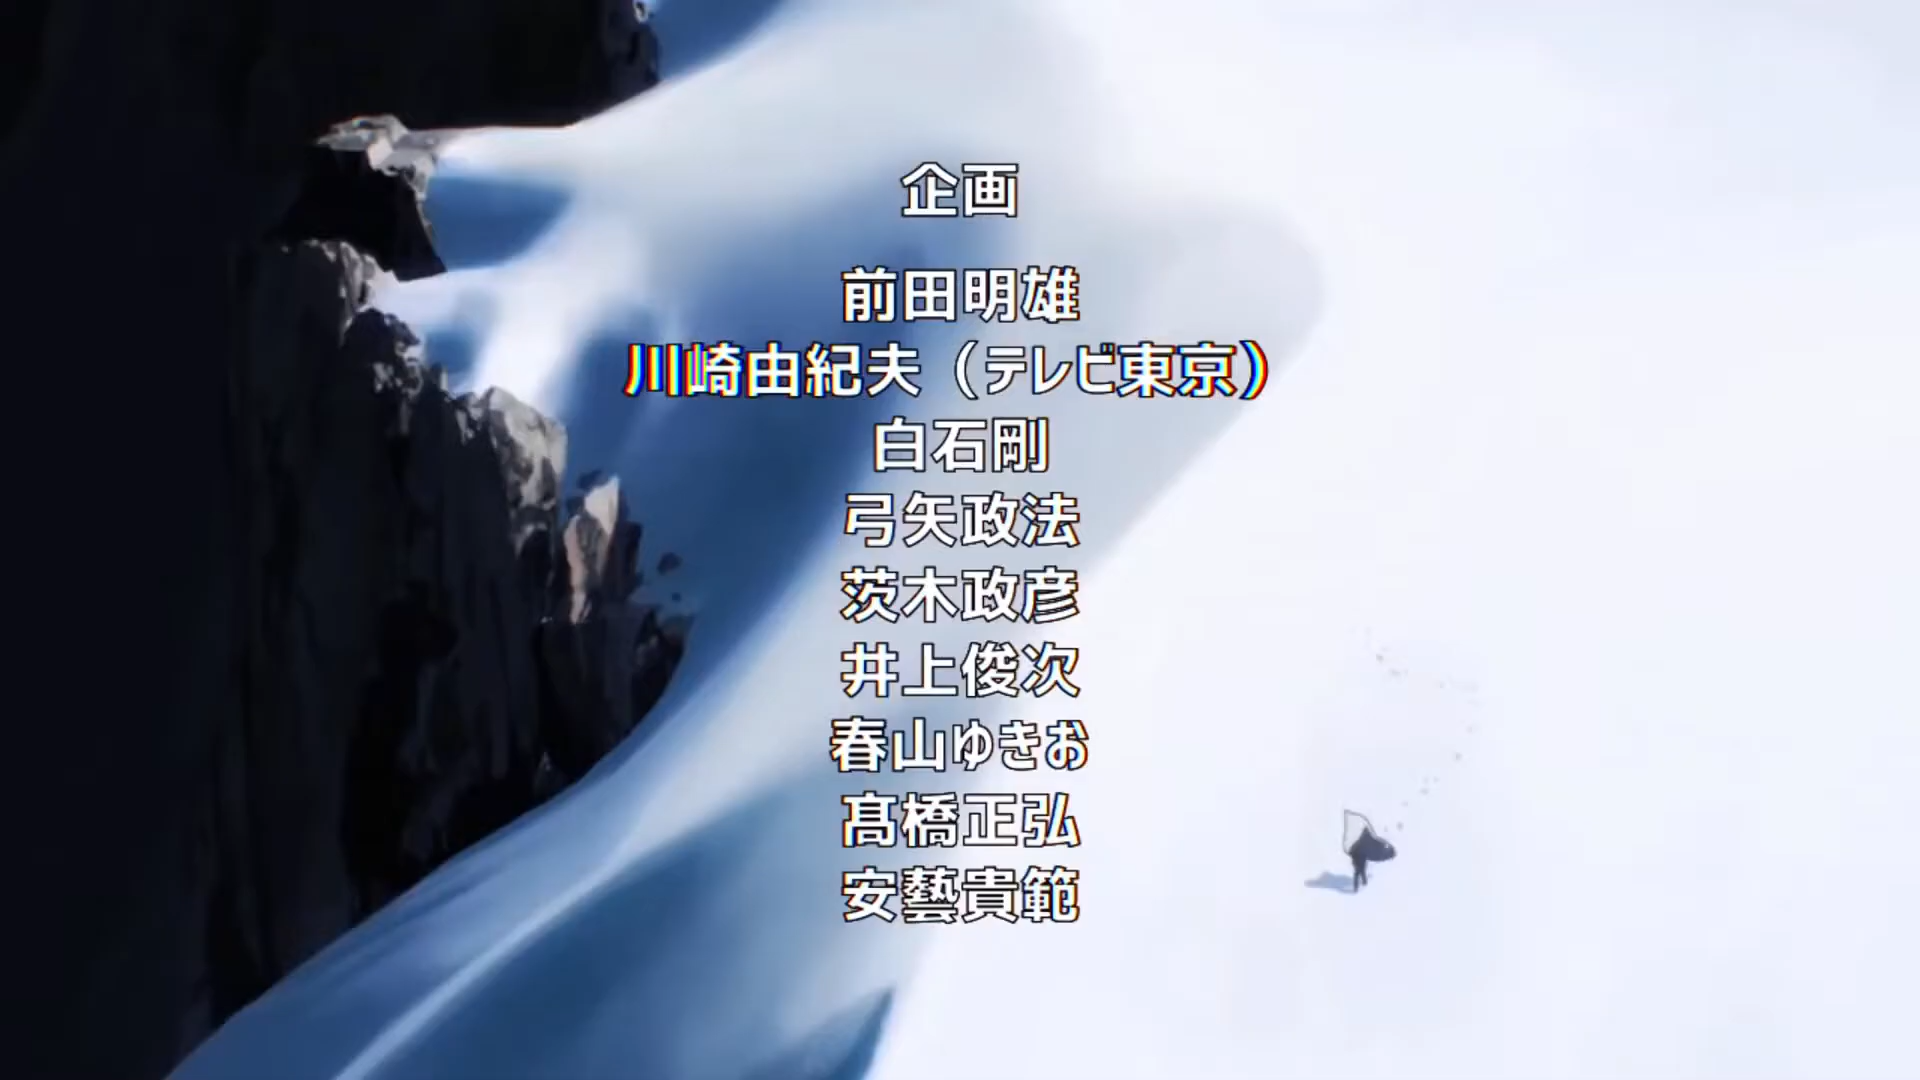 企画
前田明雄
川崎由紀夫（テレビ東京）
白石剛
弓矢政法
茨木政彦
井上俊次
春山ゆきお
髙橋正弘
安藝貴範